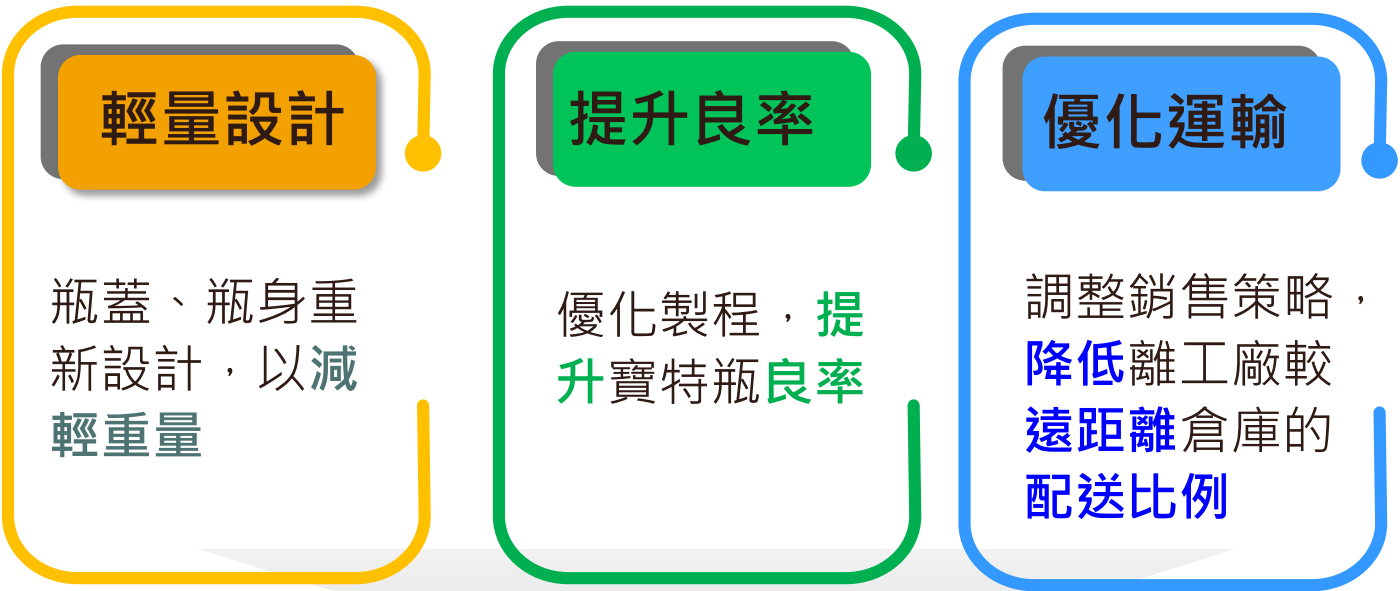 輕量設計
瓶蓋、瓶身重
新設計，以減
輕重量
提升良率
優化製程，提
升寶特瓶良率
優化運輸
調整銷售策略，
降低離工廠較
遠距離倉庫的
配送比例